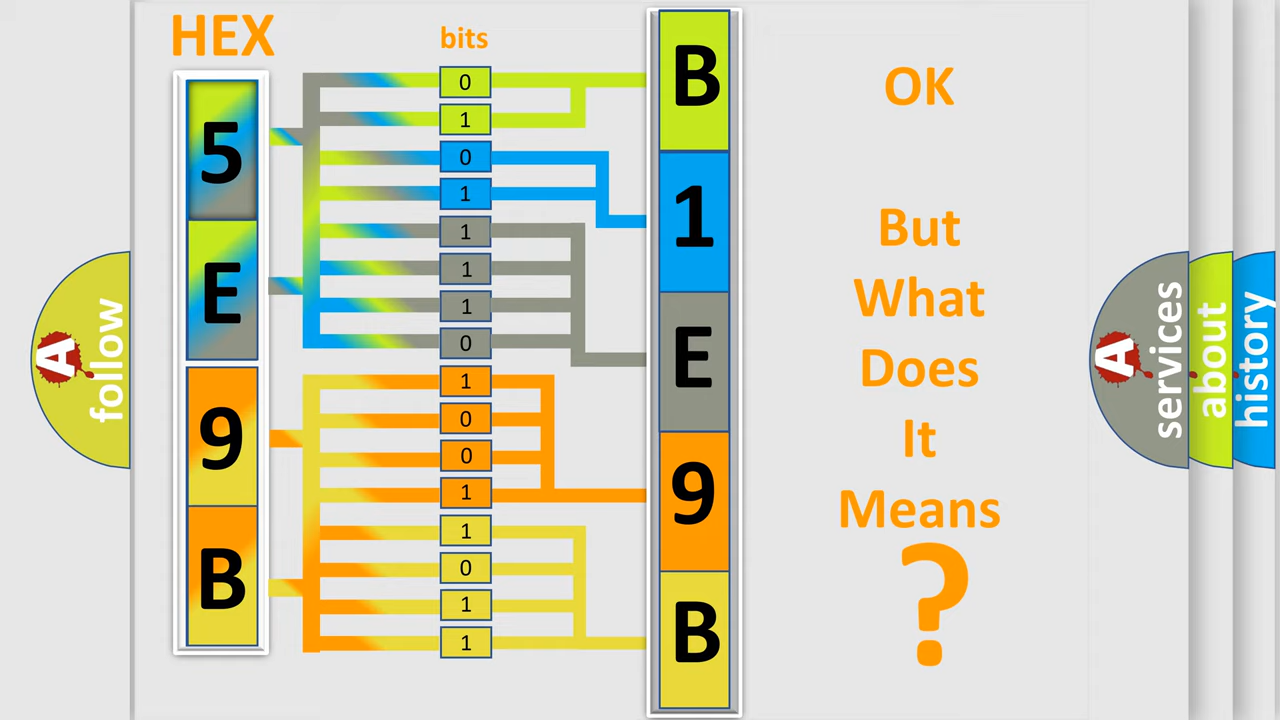 HEX
5
E
9
B
bits
0
1
0
1
1
1
1
0
1
0
0
1
1
0
1
1
B
1
E
9
B
OK
But
What
Does
It
Means
?
A
follow
A
services
about
history